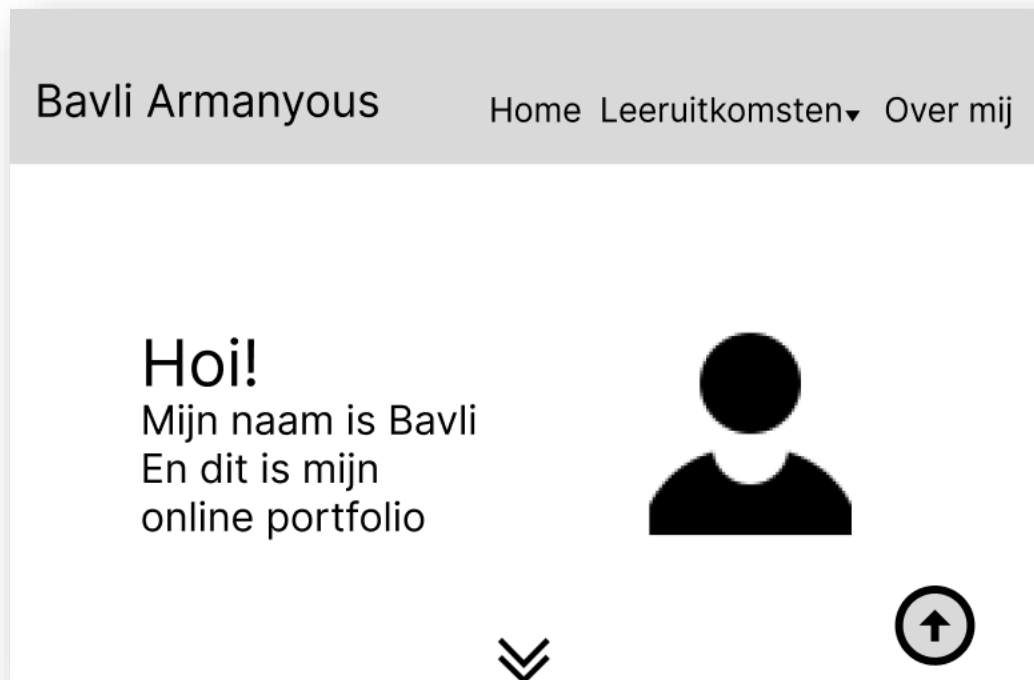 Bavli Armanyous
Home Leeruitkomsten Over mij
Hoi!
Mijn naam is Bavli
En dit is mijn
online portfolio